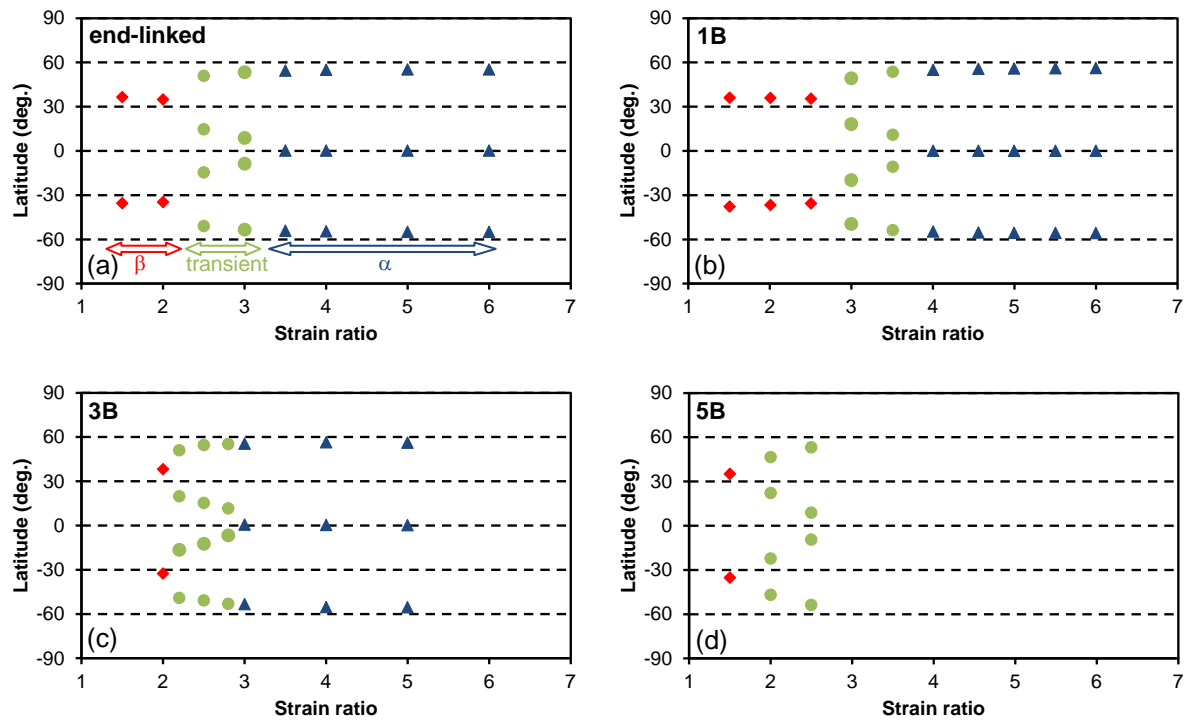 end-linked
Latitude (deg.)
90
60
30
0
-30
-60
-90
β
transient
α
(a)
1 2 3 4 5 6 7
Strain ratio
1B
Latitude (deg.)
90
60
30
0
-30
-60
-90
(b)
1 2 3 4 5 6 7
Strain ratio
3B
Latitude (deg.)
90
60
30
0
-30
-60
-90
(c)
1 2 3 4 5 6 7
Strain ratio
5B
Latitude (deg.)
90
60
30
0
-30
-60
-90
(d)
1 2 3 4 5 6 7
Strain ratio